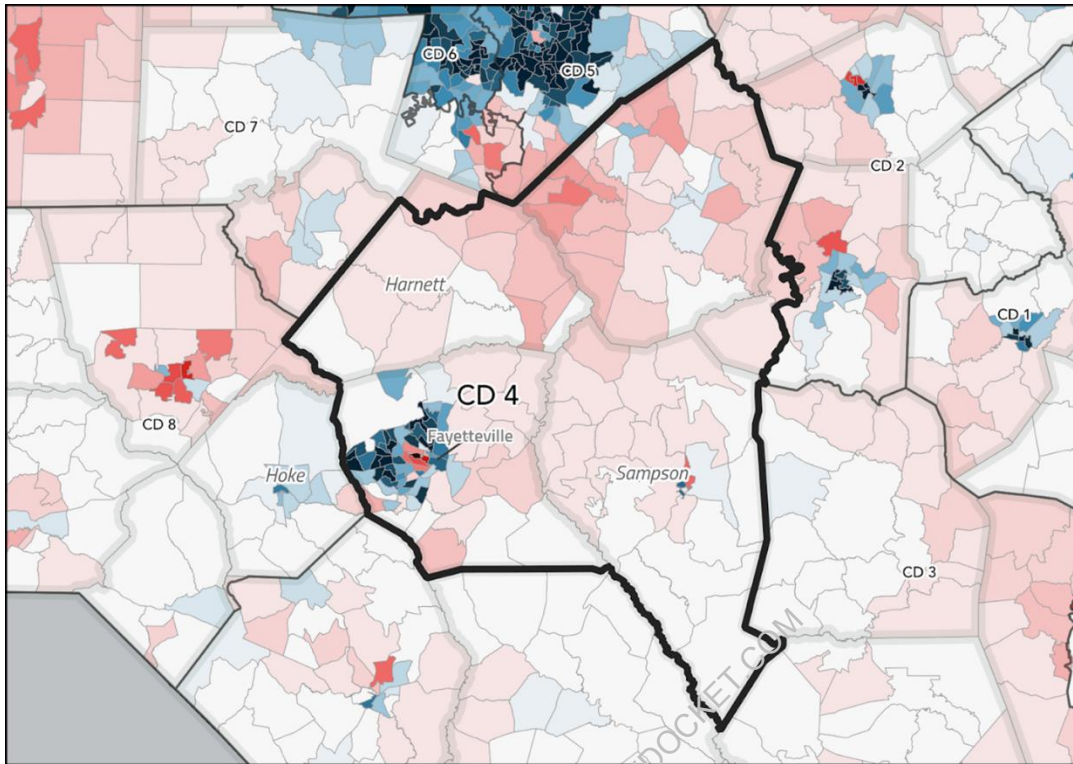 CD 6
CD 5
CD 7
CD 2
Harnett
CD 1
CD 4
CD 8
Fayetteville
Hoke
Sampson
CD 3
DOCKET.COM